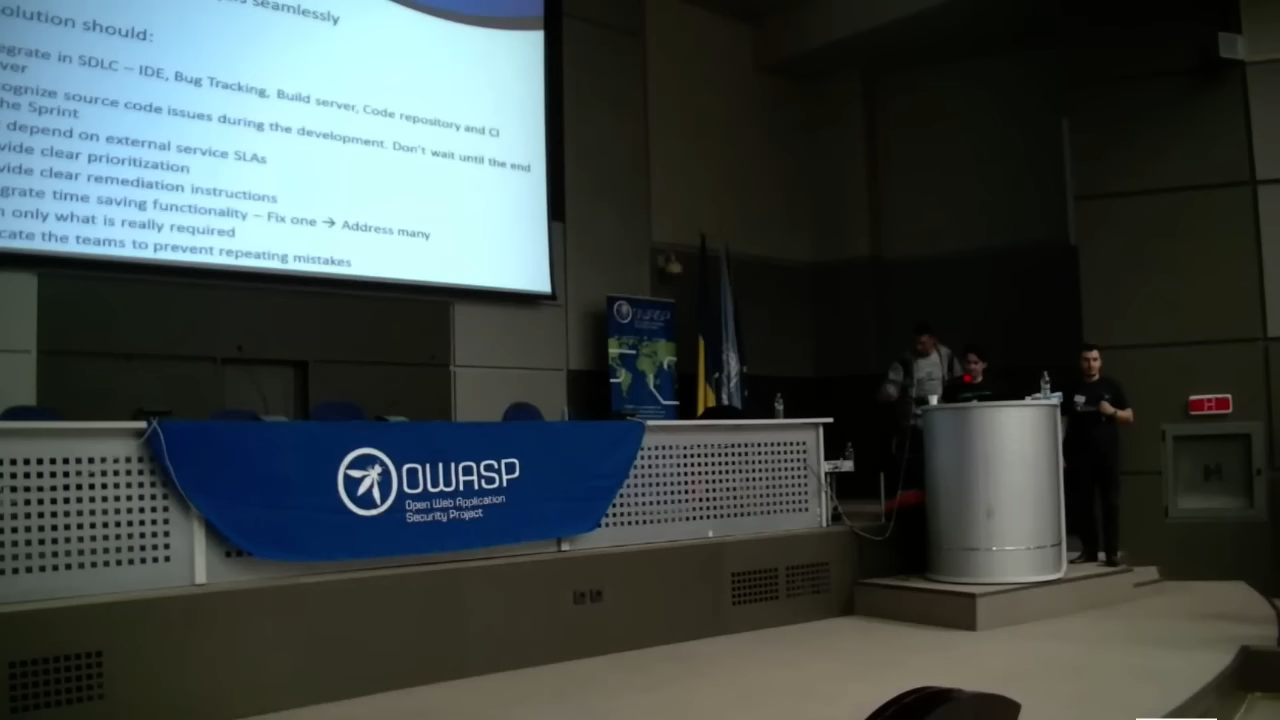 seamlessly
olution should:
egrate in SDLC – IDE, Bug Tracking, Build server, Code repository and CI
ver
ognize source code issues during the development. Don't wait until the end
he Sprint
depend on external service SLAs
vide clear prioritization
vide clear remediation instructions
grate time saving functionality – Fix one → Address many
n only what is really required
cate the teams to prevent repeating mistakes
OWASP
OWASP
Open Web Application
Security Project
H